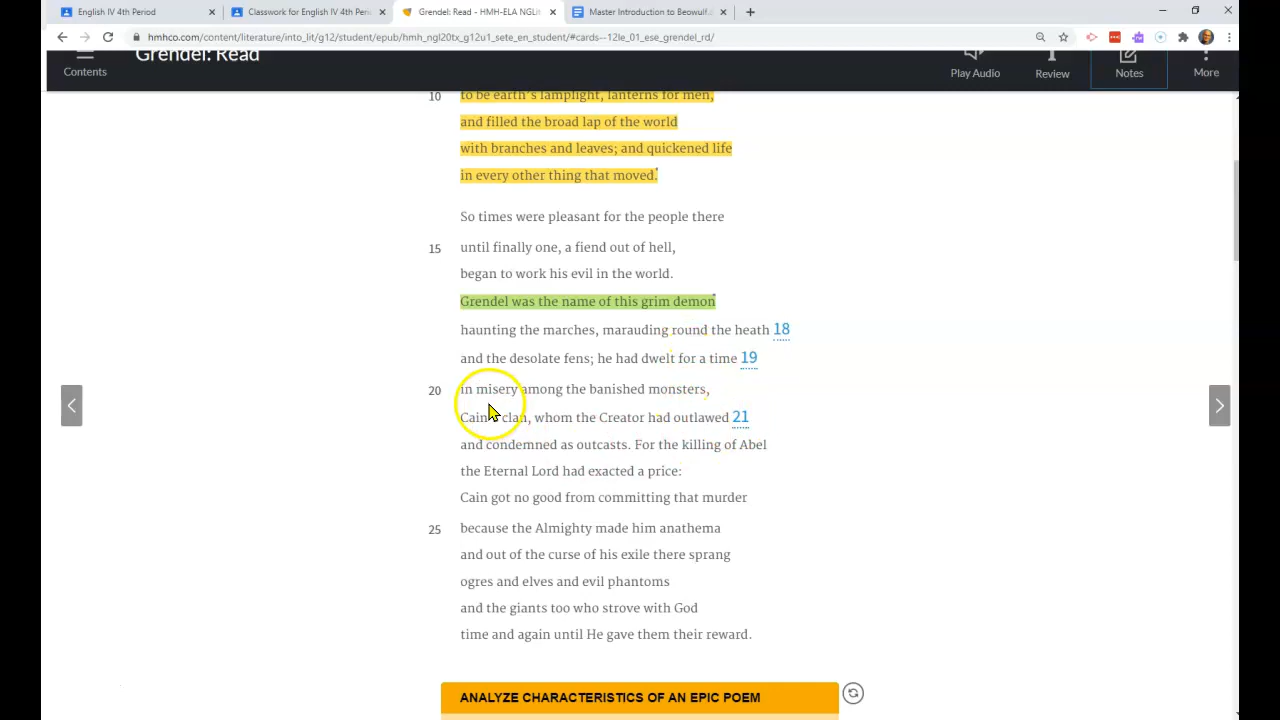 English IV 4th Period
Classwork for English IV 4th Peri
Grendel: Read - HMH-ELA NGLin
Master Introduction to Beowulf.
hmhco.com/content/literature/into_lit/g12/student/epub/hmh_ngl20tx_g12u1_sete_en_student/#cards--12le_01_ese_grendel_rd/
Grendel: Read
Contents
Play Audio
Review
Notes
More
10 to be earth's lamplight, lanterns for men,
and filled the broad lap of the world
with branches and leaves; and quickened life
in every other thing that moved.
So times were pleasant for the people there
15 until finally one, a fiend out of hell,
began to work his evil in the world.
Grendel was the name of this grim demon
haunting the marches, marauding round the heath 18
and the desolate fens; he had dwelt for a time 19
20 in misery among the banished monsters,
Cain's clan, whom the Creator had outlawed 21
and condemned as outcasts. For the killing of Abel
the Eternal Lord had exacted a price:
Cain got no good from committing that murder
25 because the Almighty made him anathema
and out of the curse of his exile there sprang
ogres and elves and evil phantoms
and the giants too who strove with God
time and again until He gave them their reward.
ANALYZE CHARACTERISTICS OF AN EPIC POEM